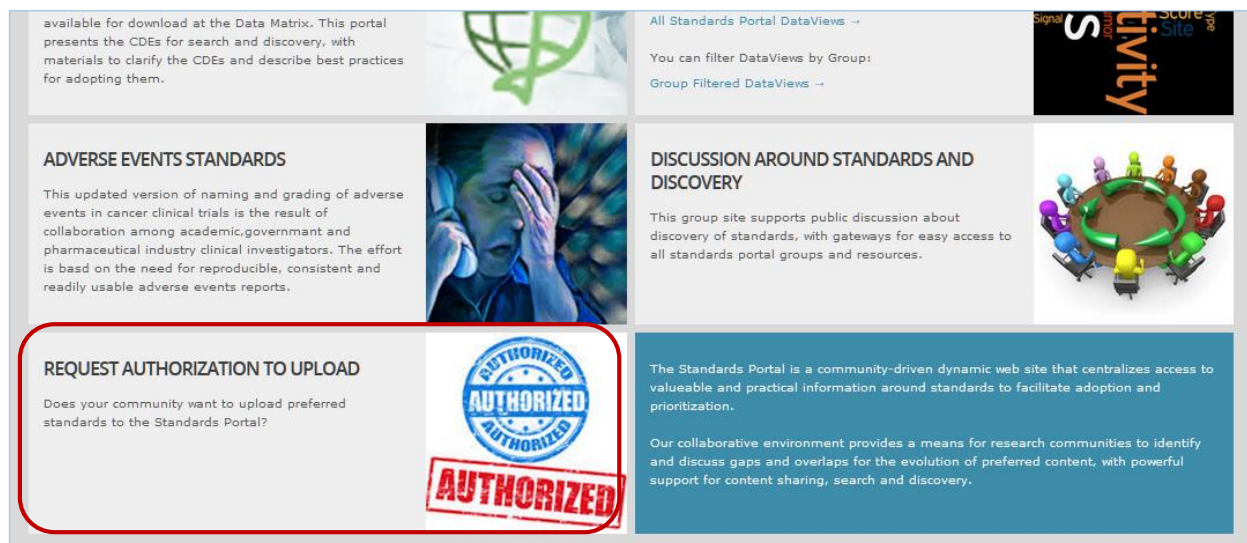 available for download at the Data Matrix. This portal
presents the CDEs for search and discovery, with
materials to clarify the CDEs and describe best practices
for adopting them.
All Standards Portal DataViews →
You can filter DataViews by Group:
Group Filtered DataViews →
Signal
S
umor
tivity
Score
Site
Type
ADVERSE EVENTS STANDARDS
This updated version of naming and grading of adverse
events in cancer clinical trials is the result of
collaboration among academic,governmant and
pharmaceutical industry clinical investigators. The effort
is basd on the need for reproducible, consistent and
readily usable adverse events reports.
DISCUSSION AROUND STANDARDS AND
DISCOVERY
This group site supports public discussion about
discovery of standards, with gateways for easy access to
all standards portal groups and resources.
REQUEST AUTHORIZATION TO UPLOAD
Does your community want to upload preferred
standards to the Standards Portal?
AUTHORIZED
AUTHORIZED
AUTHORIZED
AUTHORIZED
The Standards Portal is a community-driven dynamic web site that centralizes access to
valueable and practical information around standards to facilitate adoption and
prioritization.
Our collaborative environment provides a means for research communities to identify
and discuss gaps and overlaps for the evolution of preferred content, with powerful
support for content sharing, search and discovery.